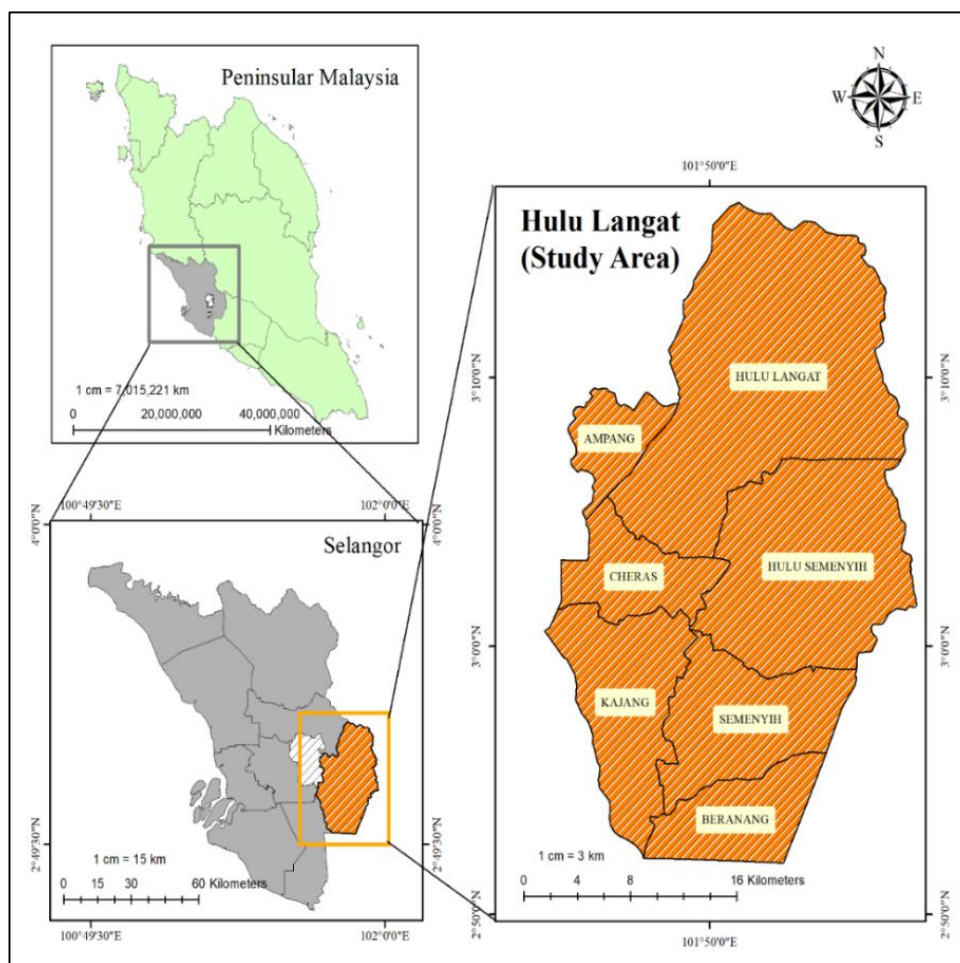 Peninsular Malaysia
1 cm = 7,015,221 km
0 20,000,000 40,000,000
Kilometers
N
W E
S
101°50'0"E
Hulu Langat
(Study Area)
3°10'0"N
3°10'0"N
HULU LANGAT
AMPANG
CHERAS
HULU SEMENYIH
3°0'0"N
3°0'0"N
KAJANG
SEMENYIH
BERANANG
1 cm = 3 km
0 4 8 16 Kilometers
2°50'0"N
2°50'0"N
101°50'0"E
100°49'30"E 102°0'0"E
4°0'0"N
4°0'0"N
Selangor
2°49'30"N
2°49'30"N
1 cm = 15 km
0 15 30 60 Kilometers
100°49'30"E 102°0'0"E